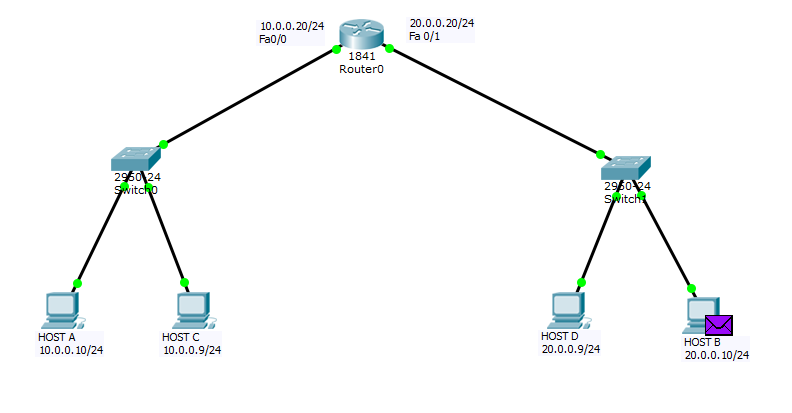 10.0.0.20/24
Fa0/0
20.0.0.20/24
Fa 0/1
1841
Router0
2950-24
Switch0
2950-24
Switch1
HOST A
10.0.0.10/24
HOST C
10.0.0.9/24
HOST D
20.0.0.9/24
HOST B
20.0.0.10/24